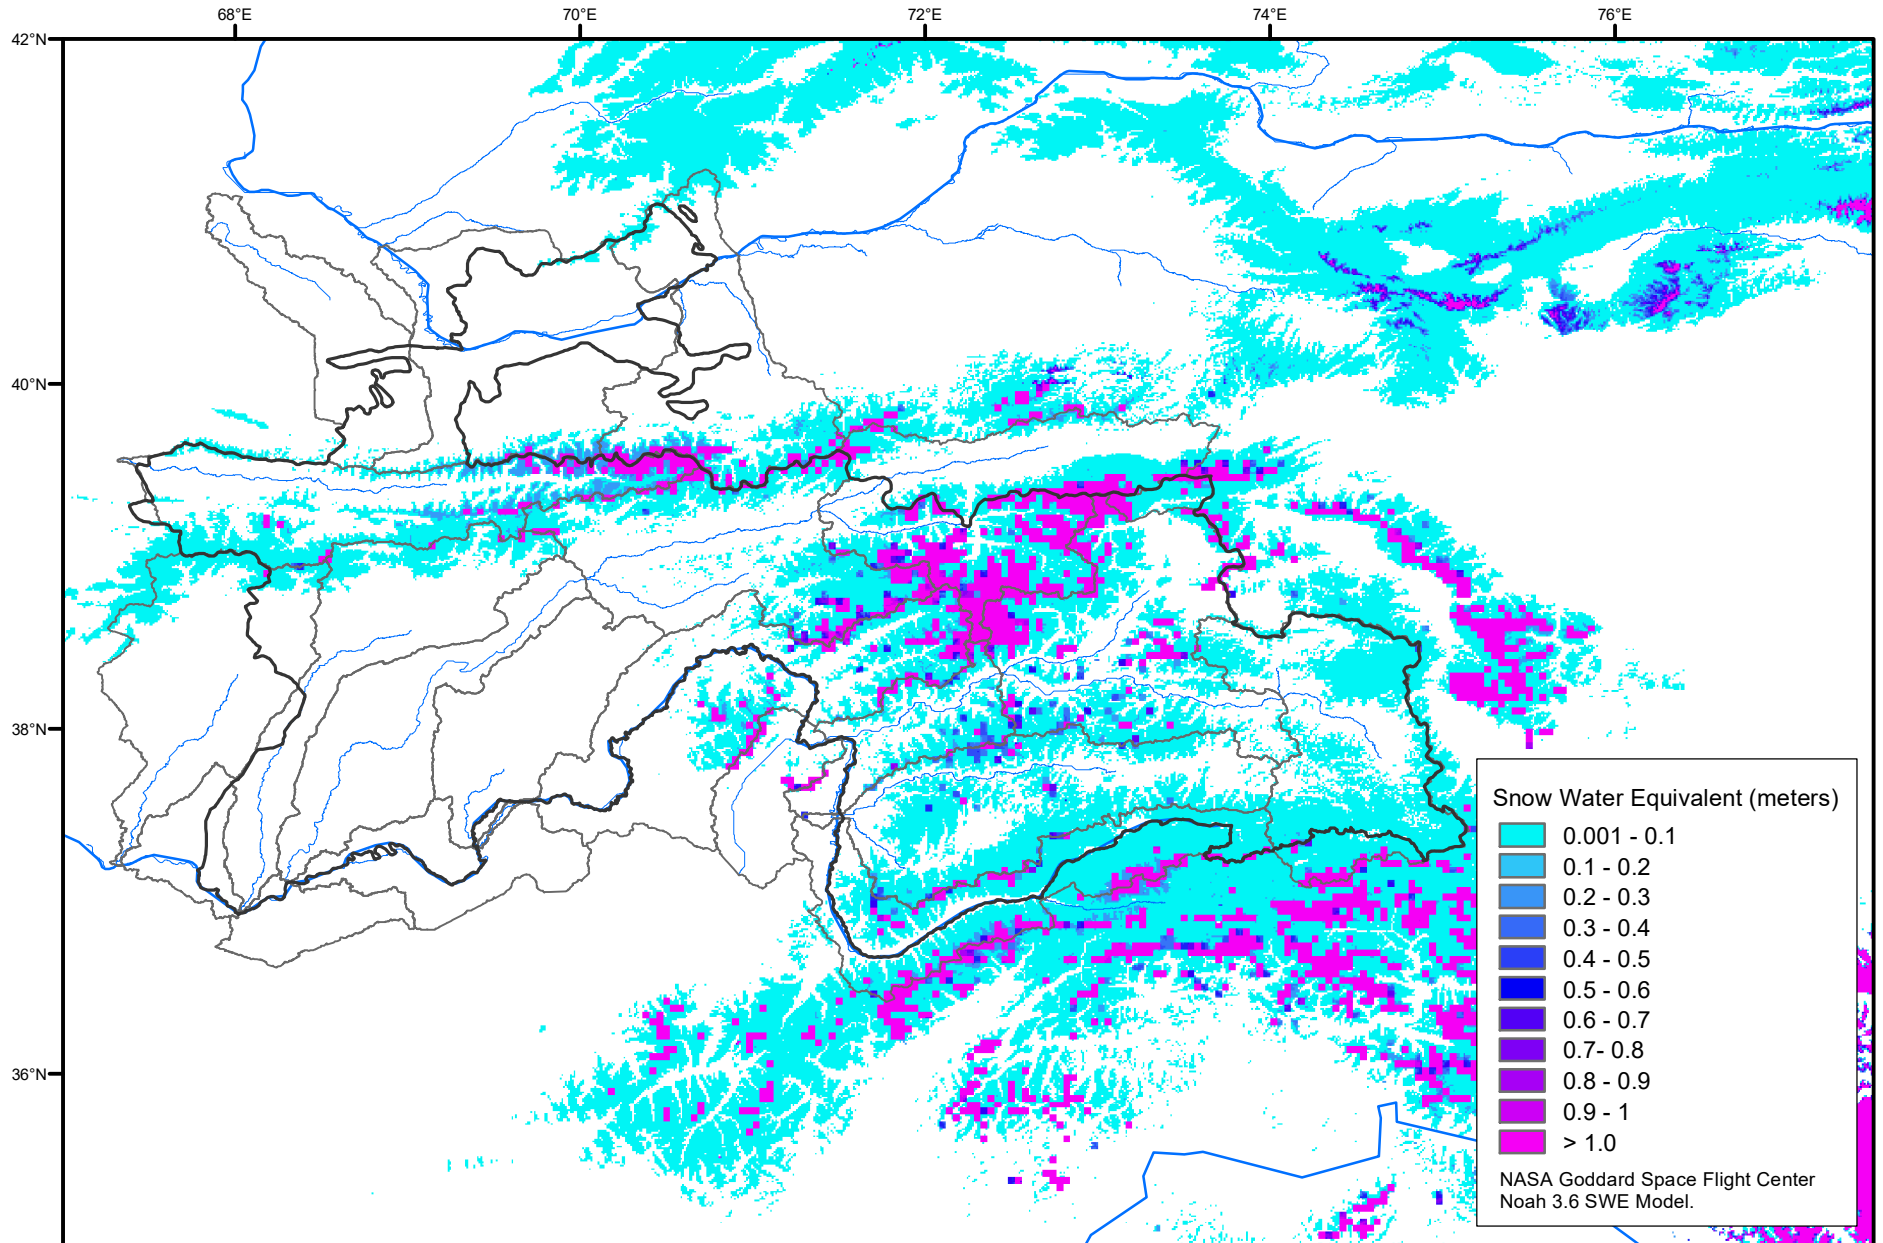 68°E 70°E 72°E 74°E 76°E
42°N
40°N
38°N
36°N
Snow Water Equivalent (meters)
0.001 - 0.1
0.1 - 0.2
0.2 - 0.3
0.3 - 0.4
0.4 - 0.5
0.5 - 0.6
0.6 - 0.7
0.7- 0.8
0.8 - 0.9
0.9 - 1
> 1.0
NASA Goddard Space Flight Center
Noah 3.6 SWE Model.